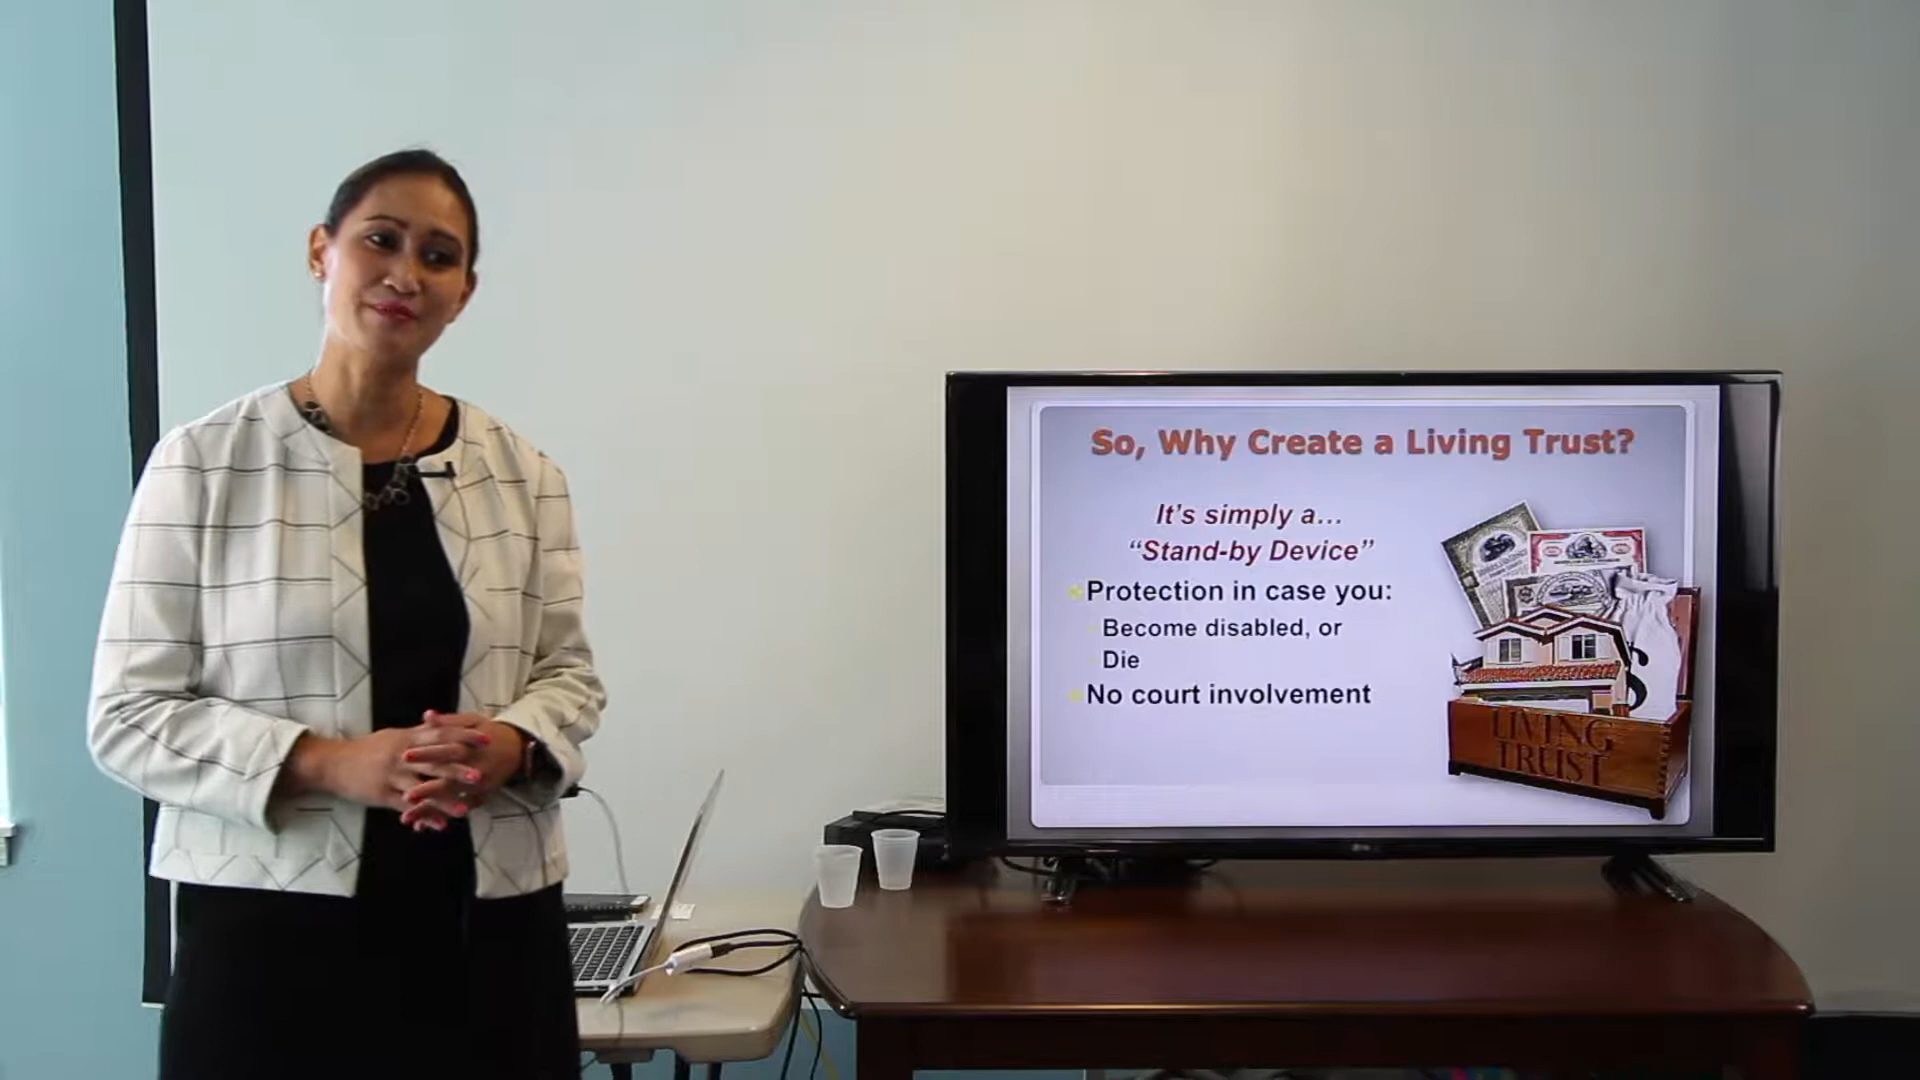 So, Why Create a Living Trust?
It's simply a...
"Stand-by Device"
Protection in case you:
Become disabled, or
Die
No court involvement
$
LIVING
TRUST